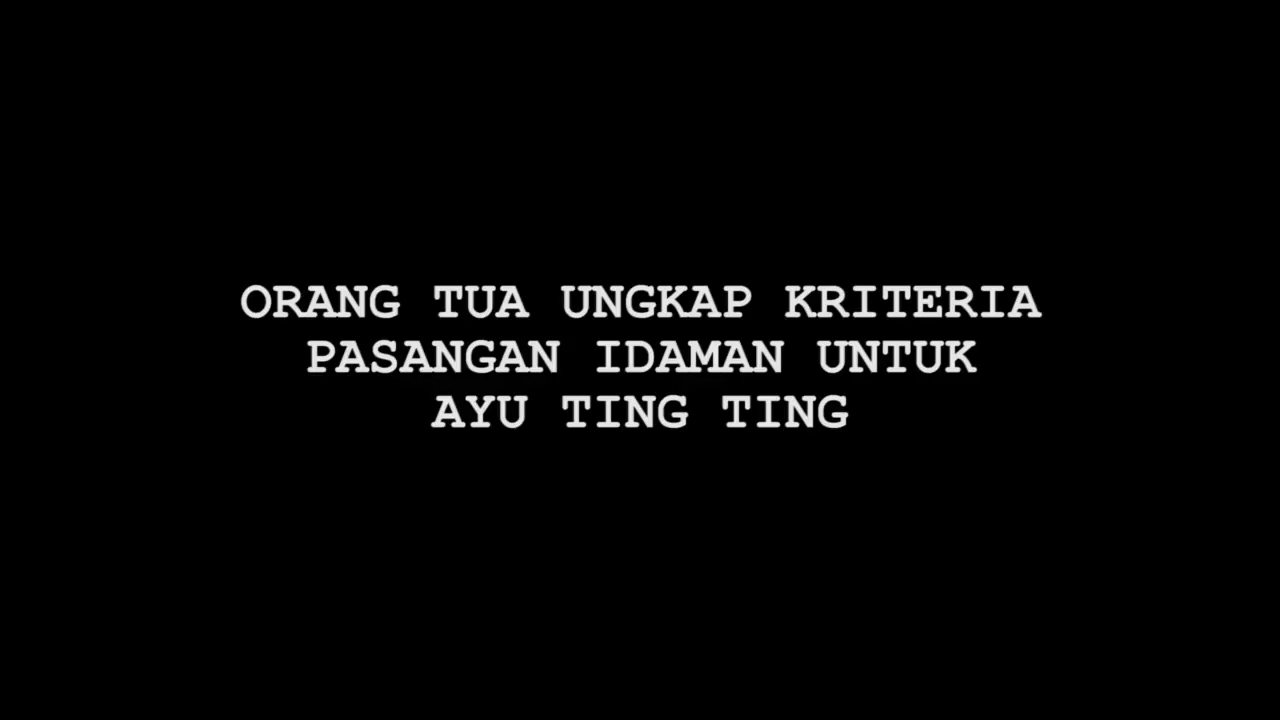 ORANG TUA UNGKAP KRITERIA
PASANGAN IDAMAN UNTUK
AYU TING TING